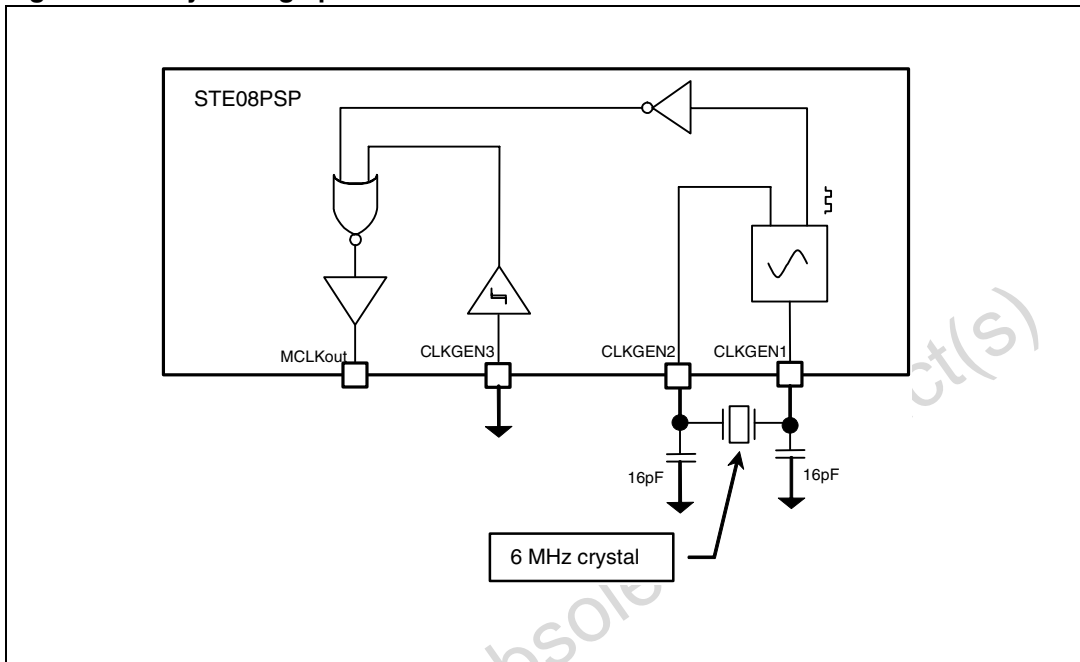 STE08PSP
MCLKout
CLKGEN3
CLKGEN2
CLKGEN1
16pF
16pF
6 MHz crystal